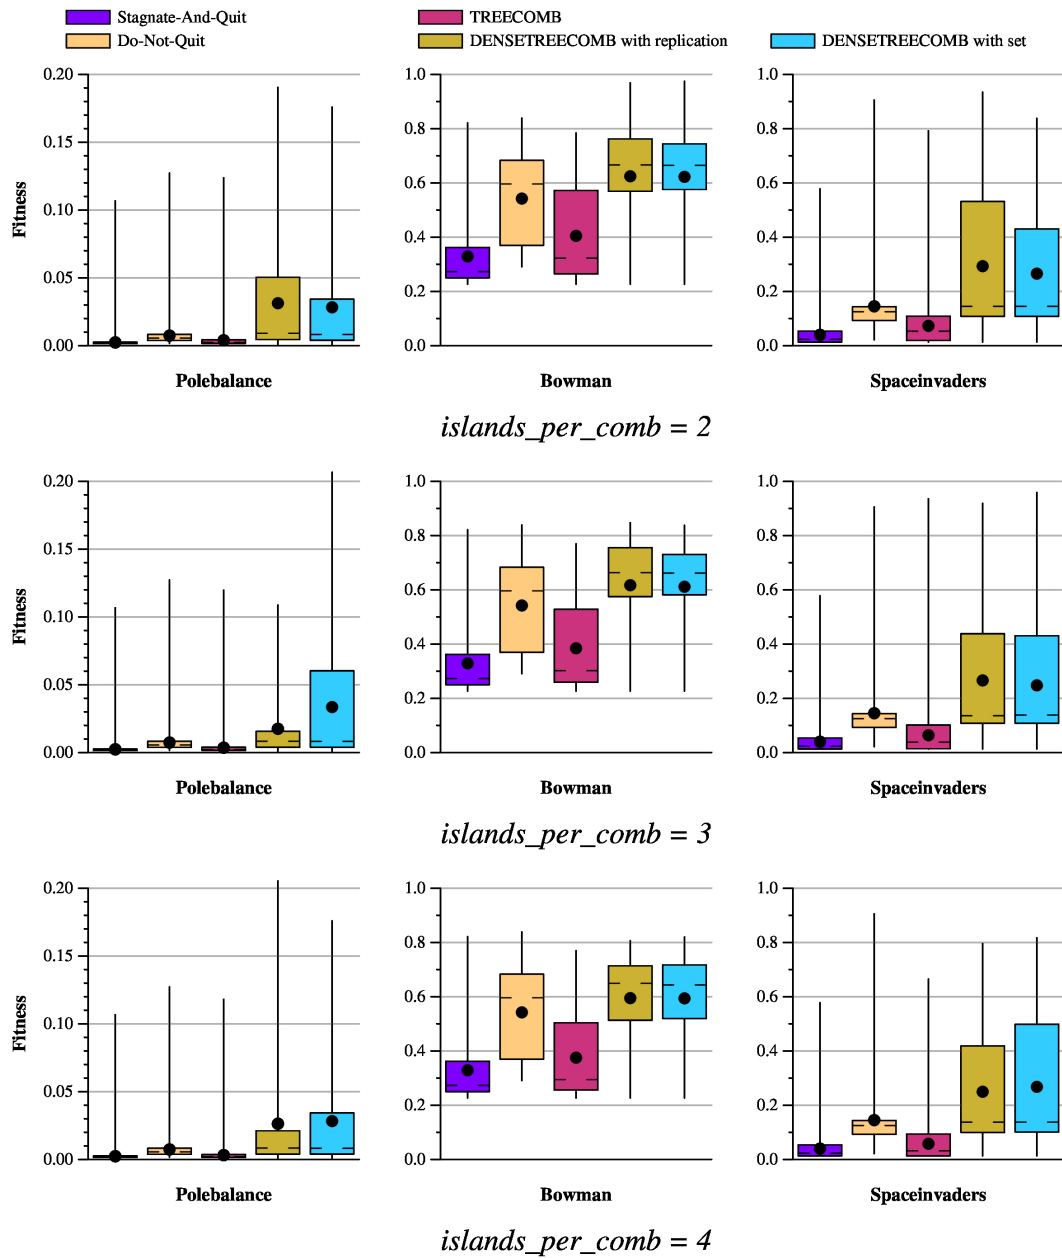 Stagnate-And-Quit TREECOMB
Do-Not-Quit DENSETREECOMB with replication DENSETREECOMB with set
0.20 1.0 1.0
0.8 0.8
0.15
0.6 0.6
Fitness 0.10
0.4 0.4
0.05
0.2 0.2
0.00 0.0 0.0
Polebalance Bowman Spaceinvaders
islands_per_comb = 2
0.20 1.0 1.0
0.8 0.8
0.15
0.6 0.6
Fitness 0.10
0.4 0.4
0.05
0.2 0.2
0.00 0.0 0.0
Polebalance Bowman Spaceinvaders
islands_per_comb = 3
0.20 1.0 1.0
0.8 0.8
0.15
0.6 0.6
Fitness 0.10
0.4 0.4
0.05
0.2 0.2
0.00 0.0 0.0
Polebalance Bowman Spaceinvaders
islands_per_comb = 4